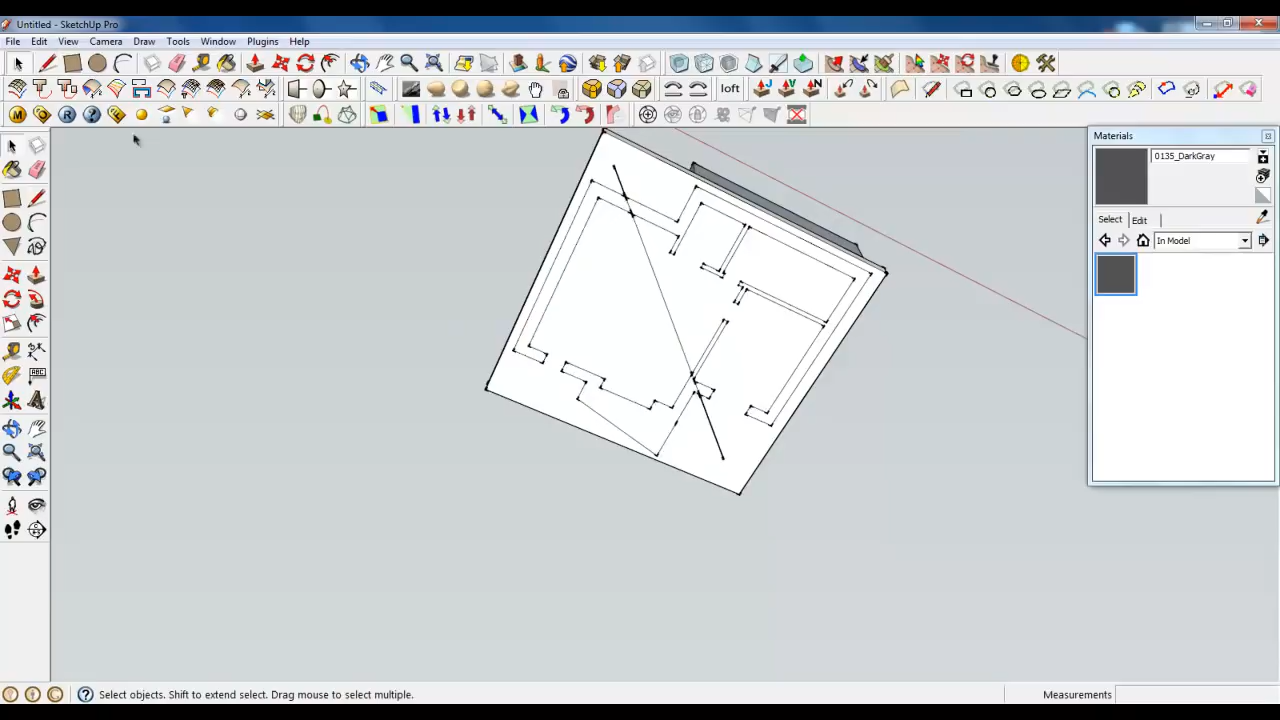 Untitled - SketchUp Pro
File Edit View Camera Draw Tools Window Plugins Help
loft
M R ?
Materials
0135_DarkGray
Select Edit
In Model
ABC
Select objects. Shift to extend select. Drag mouse to select multiple.
Measurements